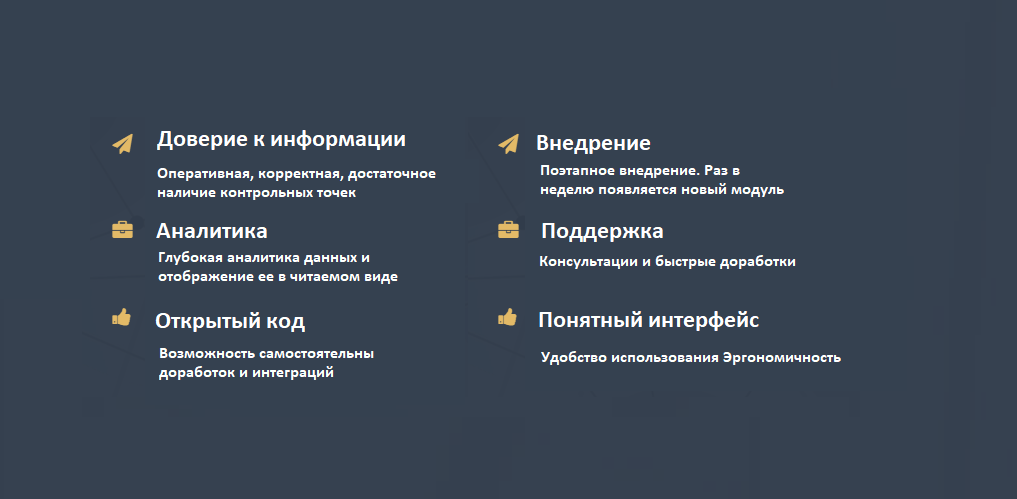 Доверие к информации
Оперативная, корректная, достаточное
наличие контрольных точек
Аналитика
Глубокая аналитика данных и
отображение ее в читаемом виде
Открытый код
Возможность самостоятельны
доработок и интеграций
Внедрение
Поэтапное внедрение. Раз в
неделю появляется новый модуль
Поддержка
Консультации и быстрые доработки
Понятный интерфейс
Удобство использования Эргономичность